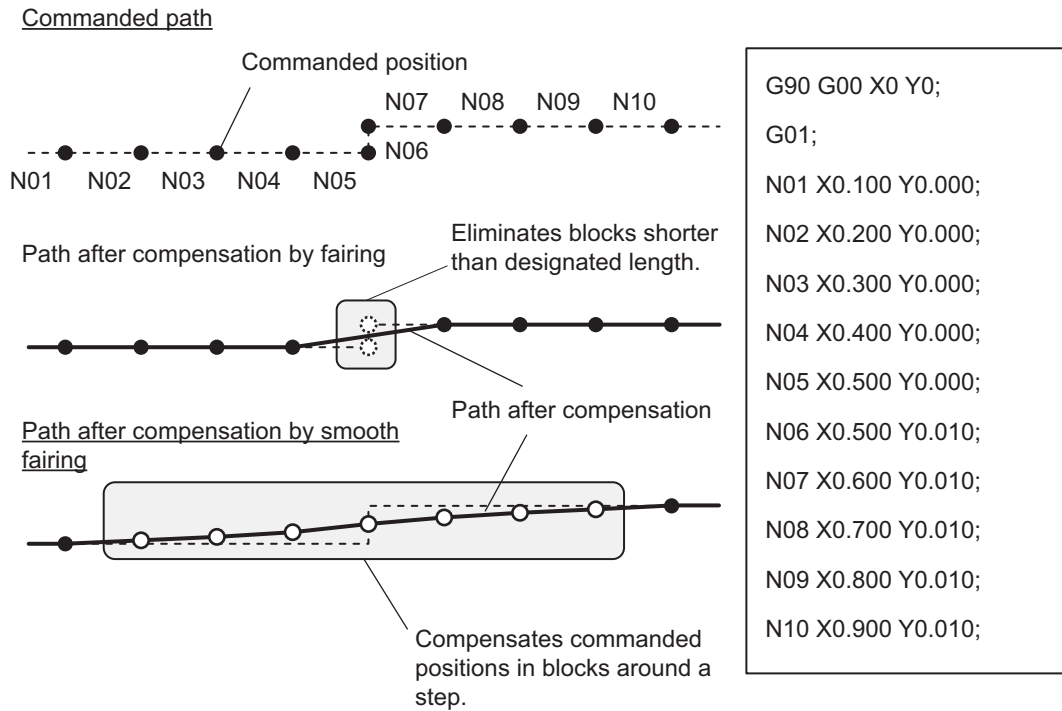 Commanded path
Commanded position
N07 N08 N09 N10
N06
N01 N02 N03 N04 N05
Path after compensation by fairing
Eliminates blocks shorter
than designated length.
Path after compensation
Path after compensation by smooth
fairing
Compensates commanded
positions in blocks around a
step.
G90 G00 X0 Y0;
G01;
N01 X0.100 Y0.000;
N02 X0.200 Y0.000;
N03 X0.300 Y0.000;
N04 X0.400 Y0.000;
N05 X0.500 Y0.000;
N06 X0.500 Y0.010;
N07 X0.600 Y0.010;
N08 X0.700 Y0.010;
N09 X0.800 Y0.010;
N10 X0.900 Y0.010;